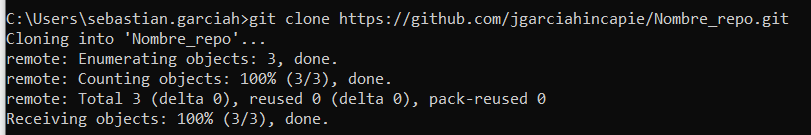 C:\Users\sebastian.garciah>git clone https://github.com/jgarciahincapie/Nombre_repo.git
Cloning into 'Nombre_repo'...
remote: Enumerating objects: 3, done.
remote: Counting objects: 100% (3/3), done.
remote: Total 3 (delta 0), reused 0 (delta 0), pack-reused 0
Receiving objects: 100% (3/3), done.